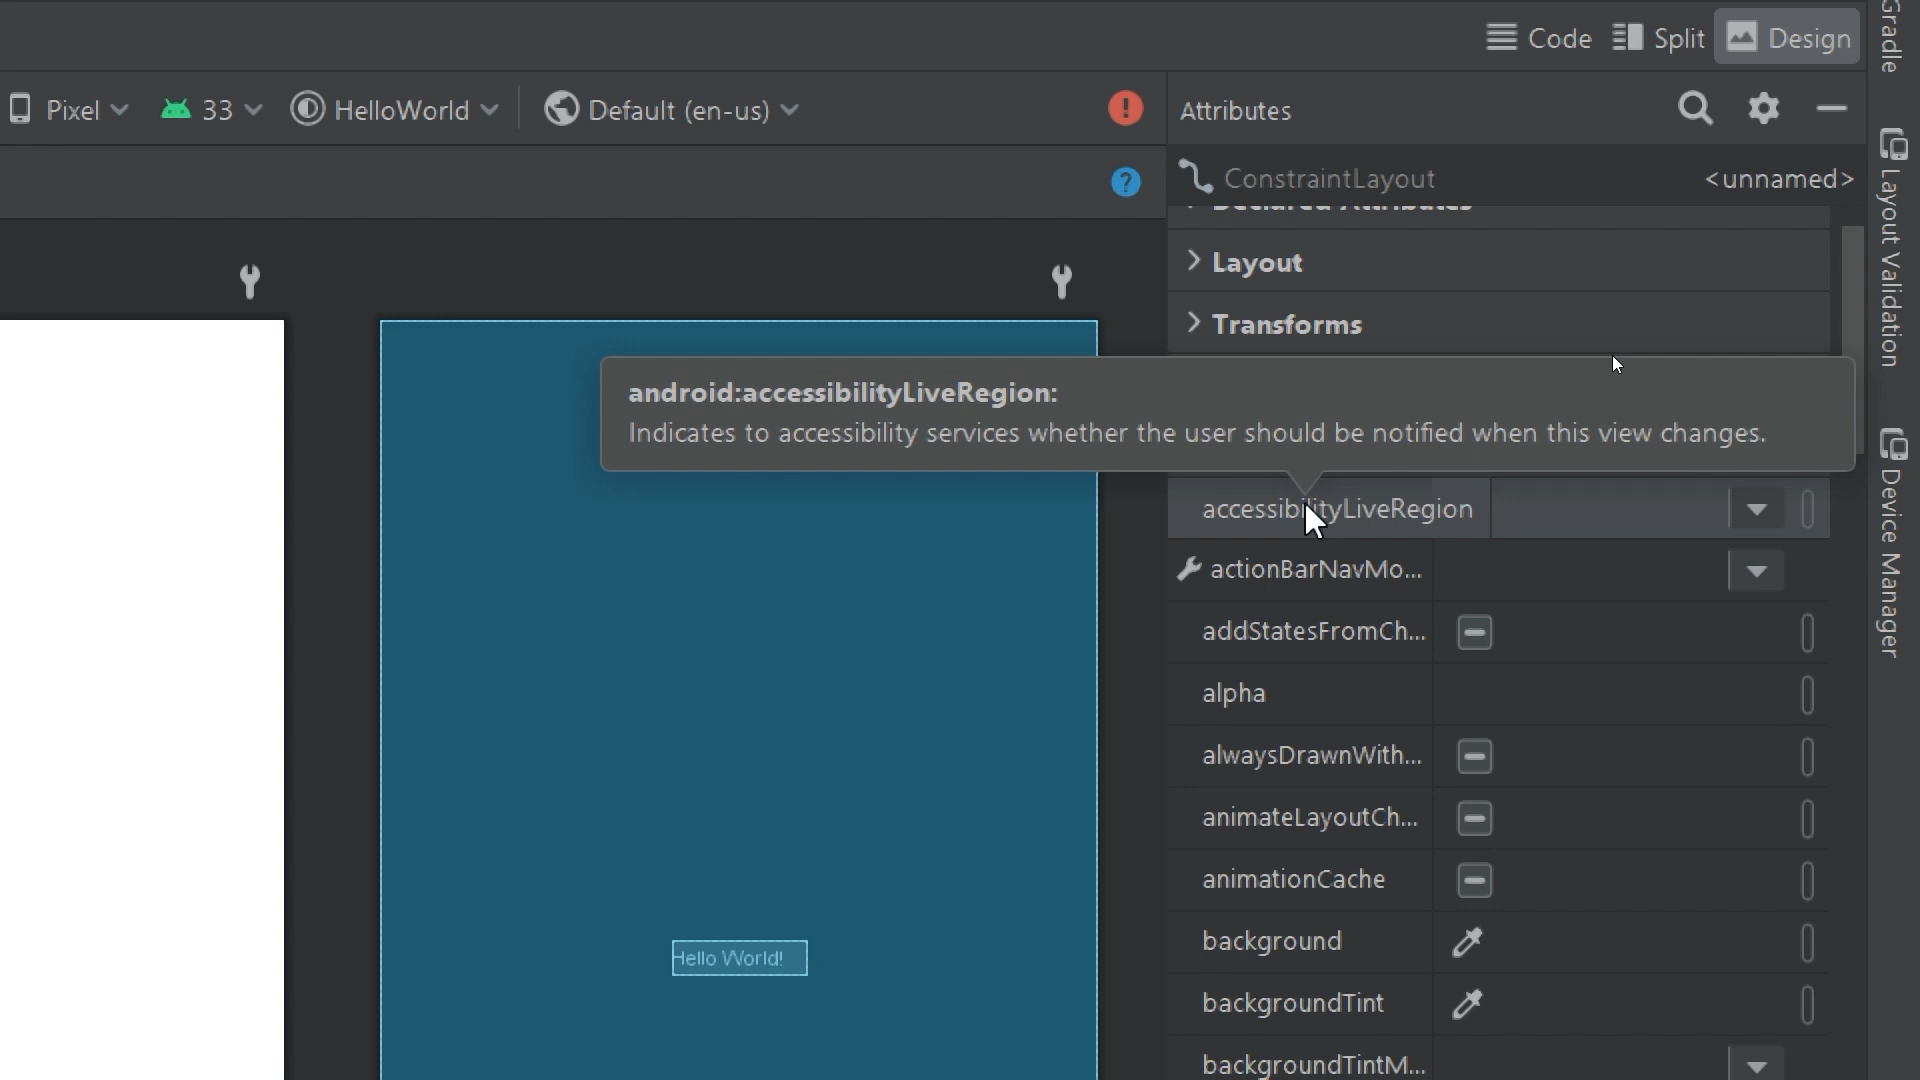 Code
Split
Design
Gradle
Pixel
33
HelloWorld
Default (en-us)
Attributes
ConstraintLayout
<unnamed>
Declared Attributes
Layout
Transforms
Layout Validation
android:accessibilityLiveRegion:
Indicates to accessibility services whether the user should be notified when this view changes.
accessibilityLiveRegion
Device Manager
actionBarNavMo...
addStatesFromCh...
alpha
alwaysDrawnWith...
animateLayoutCh...
animationCache
background
Hello World!
backgroundTint
backgroundTintM...